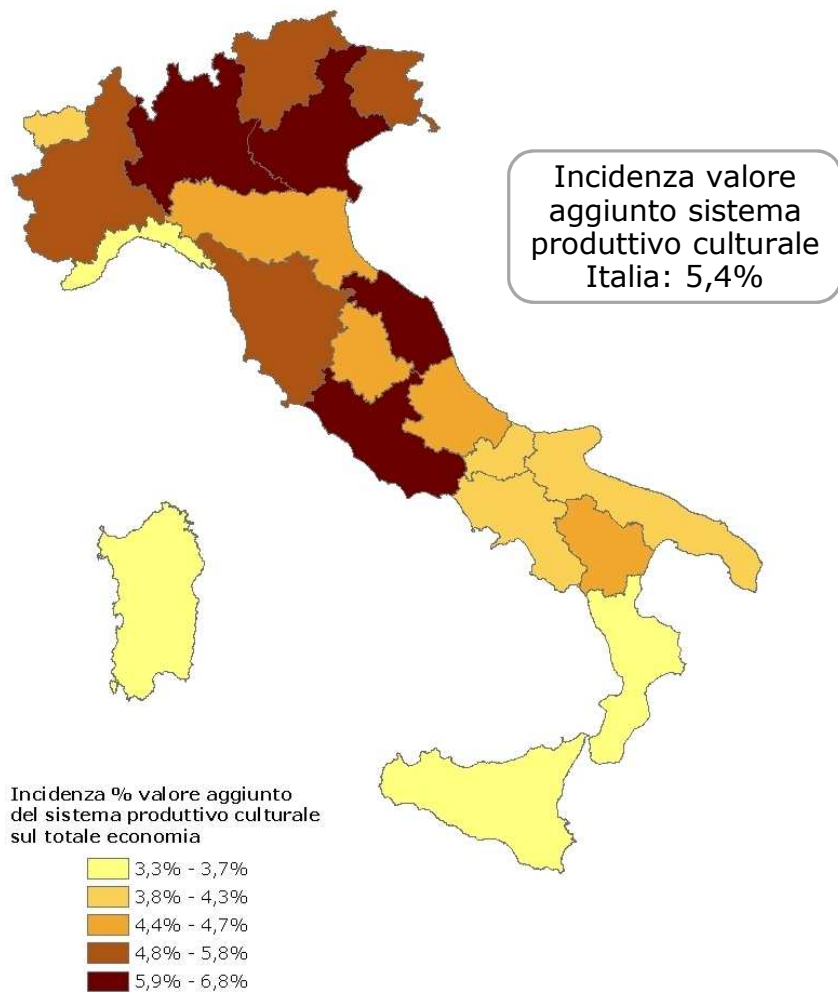 Incidenza valore
aggiunto sistema
produttivo culturale
Italia: 5,4%
Incidenza % valore aggiunto
del sistema produttivo culturale
sul totale economia
3,3% - 3,7%
3,8% - 4,3%
4,4% - 4,7%
4,8% - 5,8%
5,9% - 6,8%